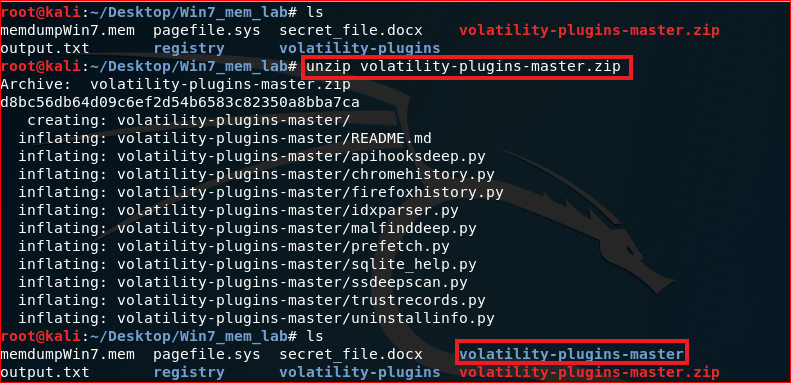 root@kali:~/Desktop/Win7_mem_lab# ls
memdumpWin7.mem  pagefile.sys  secret_file.docx    volatility-plugins-master.zip
output.txt       registry      volatility-plugins
root@kali:~/Desktop/Win7_mem_lab# unzip volatility-plugins-master.zip
Archive:  volatility-plugins-master.zip
d8bc56db64d09c6ef2d54b6583c82350a8bba7ca
   creating: volatility-plugins-master/
  inflating: volatility-plugins-master/README.md
  inflating: volatility-plugins-master/apihooksdeep.py
  inflating: volatility-plugins-master/chromehistory.py
  inflating: volatility-plugins-master/firefoxhistory.py
  inflating: volatility-plugins-master/idxparser.py
  inflating: volatility-plugins-master/malfinddeep.py
  inflating: volatility-plugins-master/prefetch.py
  inflating: volatility-plugins-master/sqlite_help.py
  inflating: volatility-plugins-master/ssdeepscan.py
  inflating: volatility-plugins-master/trustrecords.py
  inflating: volatility-plugins-master/uninstallinfo.py
root@kali:~/Desktop/Win7_mem_lab# ls
memdumpWin7.mem  pagefile.sys  secret_file.docx    volatility-plugins-master
output.txt       registry      volatility-plugins  volatility-plugins-master.zip